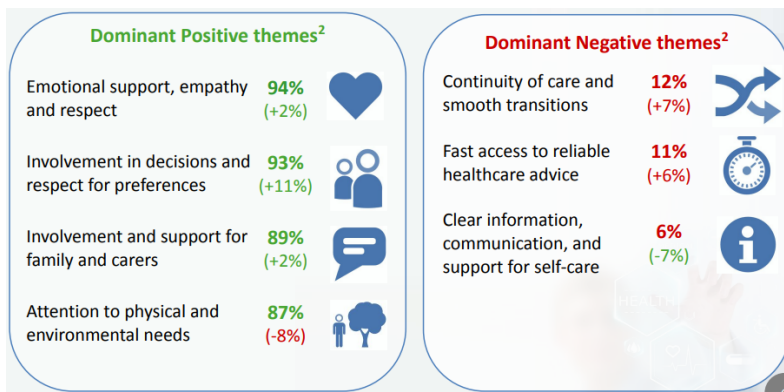 Dominant Positive themes²
Emotional support, empathy
and respect
94%
(+2%)
Involvement in decisions and
respect for preferences
93%
(+11%)
Involvement and support for
family and carers
89%
(+2%)
Attention to physical and
environmental needs
87%
(-8%)
Dominant Negative themes²
Continuity of care and
smooth transitions
12%
(+7%)
Fast access to reliable
healthcare advice
11%
(+6%)
Clear information,
communication, and
support for self-care
6%
(-7%)
HEALTH